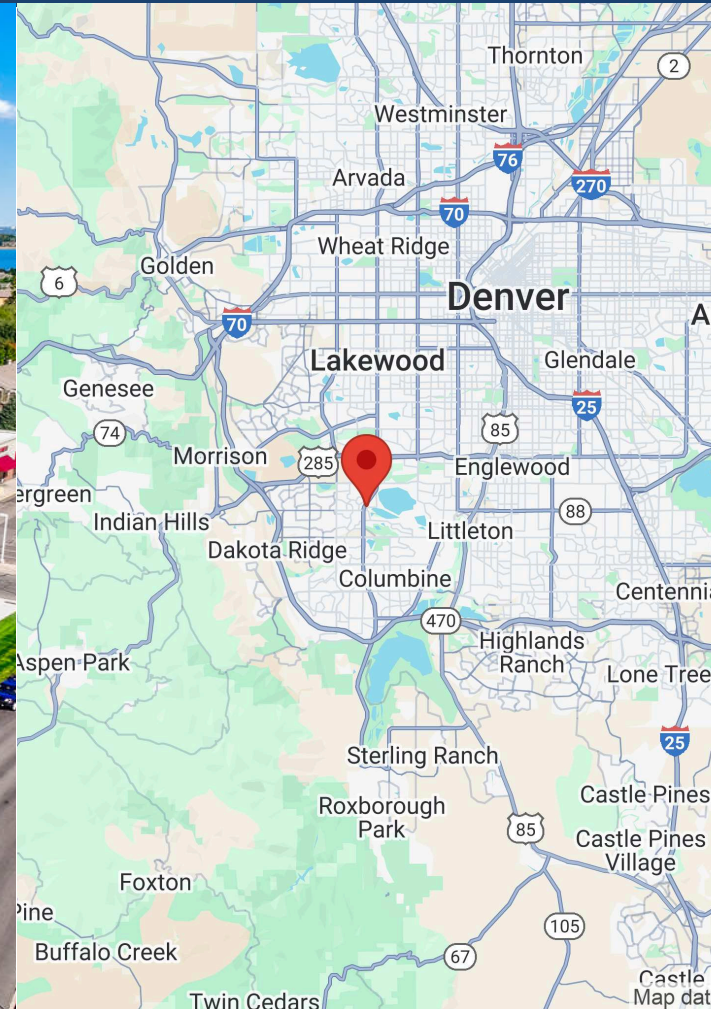 Thornton
2
Westminster
76
Arvada
270
70
Wheat Ridge
Golden
6
Denver
70
A
Lakewood
Glendale
Genesee
25
74
85
Morrison
285
Englewood
ergreen
88
Indian Hills
Littleton
Dakota Ridge
Columbine
Centennia
470
Highlands
Ranch
Aspen Park
Lone Tree
25
Sterling Ranch
Castle Pines
Roxborough
Park
85
Castle Pines
Village
Foxton
Pine
105
Buffalo Creek
67
Castle
Map dat
Twin Cedars